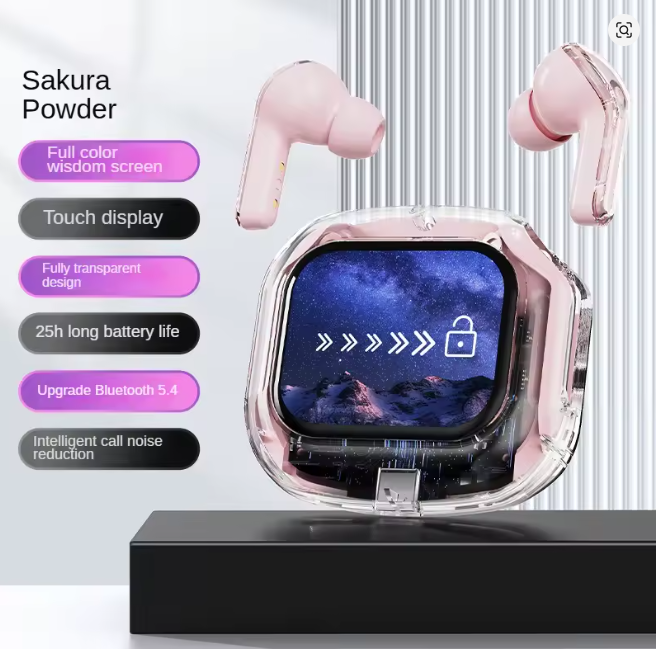 Sakura
Powder
Full color
wisdom screen
Touch display
Fully transparent
design
25h long battery life
Upgrade Bluetooth 5.4
Intelligent call noise
reduction